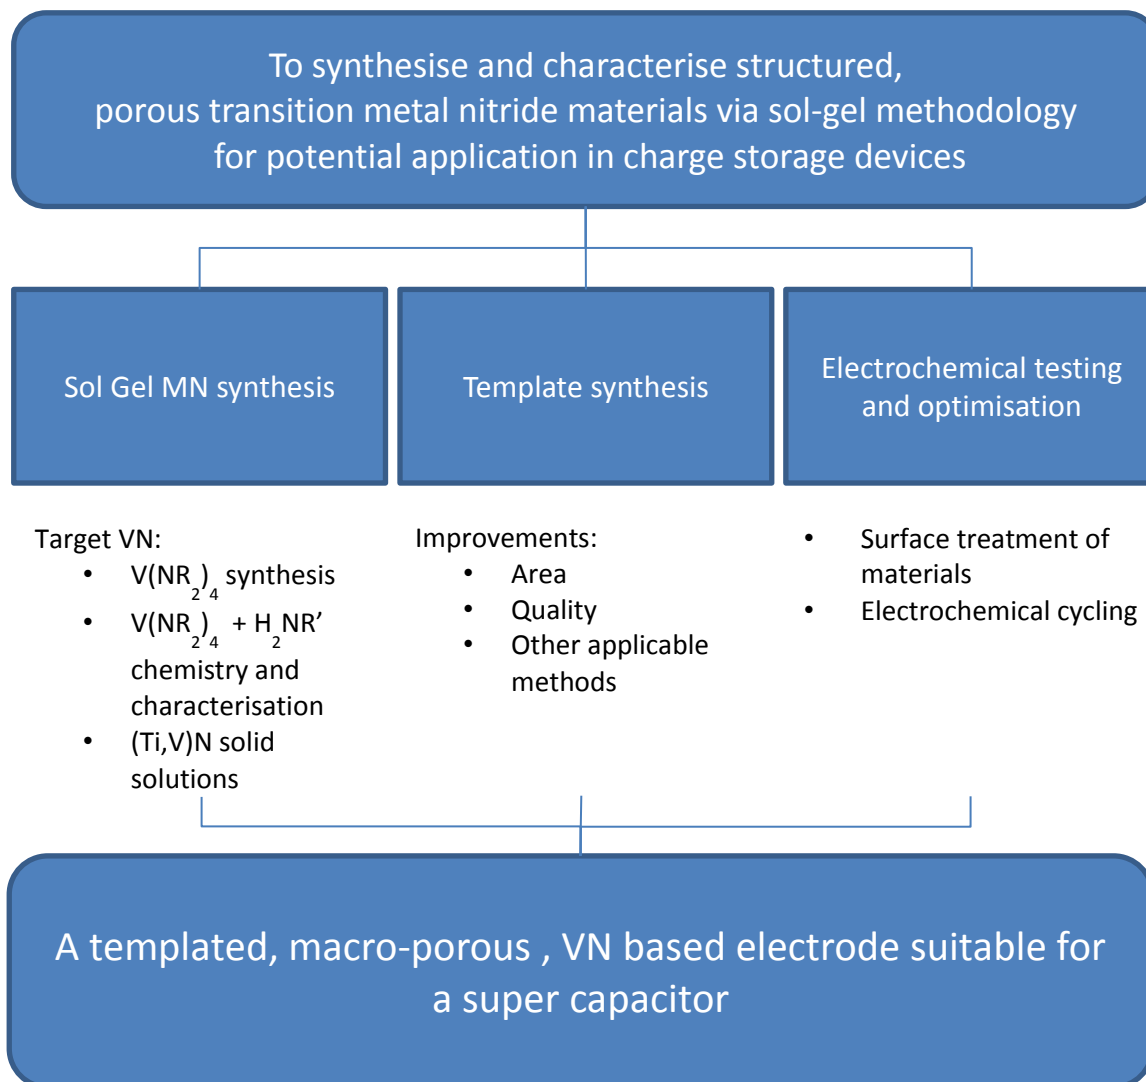 To synthesise and characterise structured,
porous transition metal nitride materials via sol-gel methodology
for potential application in charge storage devices
Sol Gel MN synthesis
Template synthesis
Electrochemical testing
and optimisation
Target VN:
• V(NR₂)₄ synthesis
• V(NR₂)₄ + H₂NR’
chemistry and
characterisation
• (Ti,V)N solid
solutions
Improvements:
• Area
• Quality
• Other applicable
methods
• Surface treatment of
materials
• Electrochemical cycling
A templated, macro-porous , VN based electrode suitable for
a super capacitor